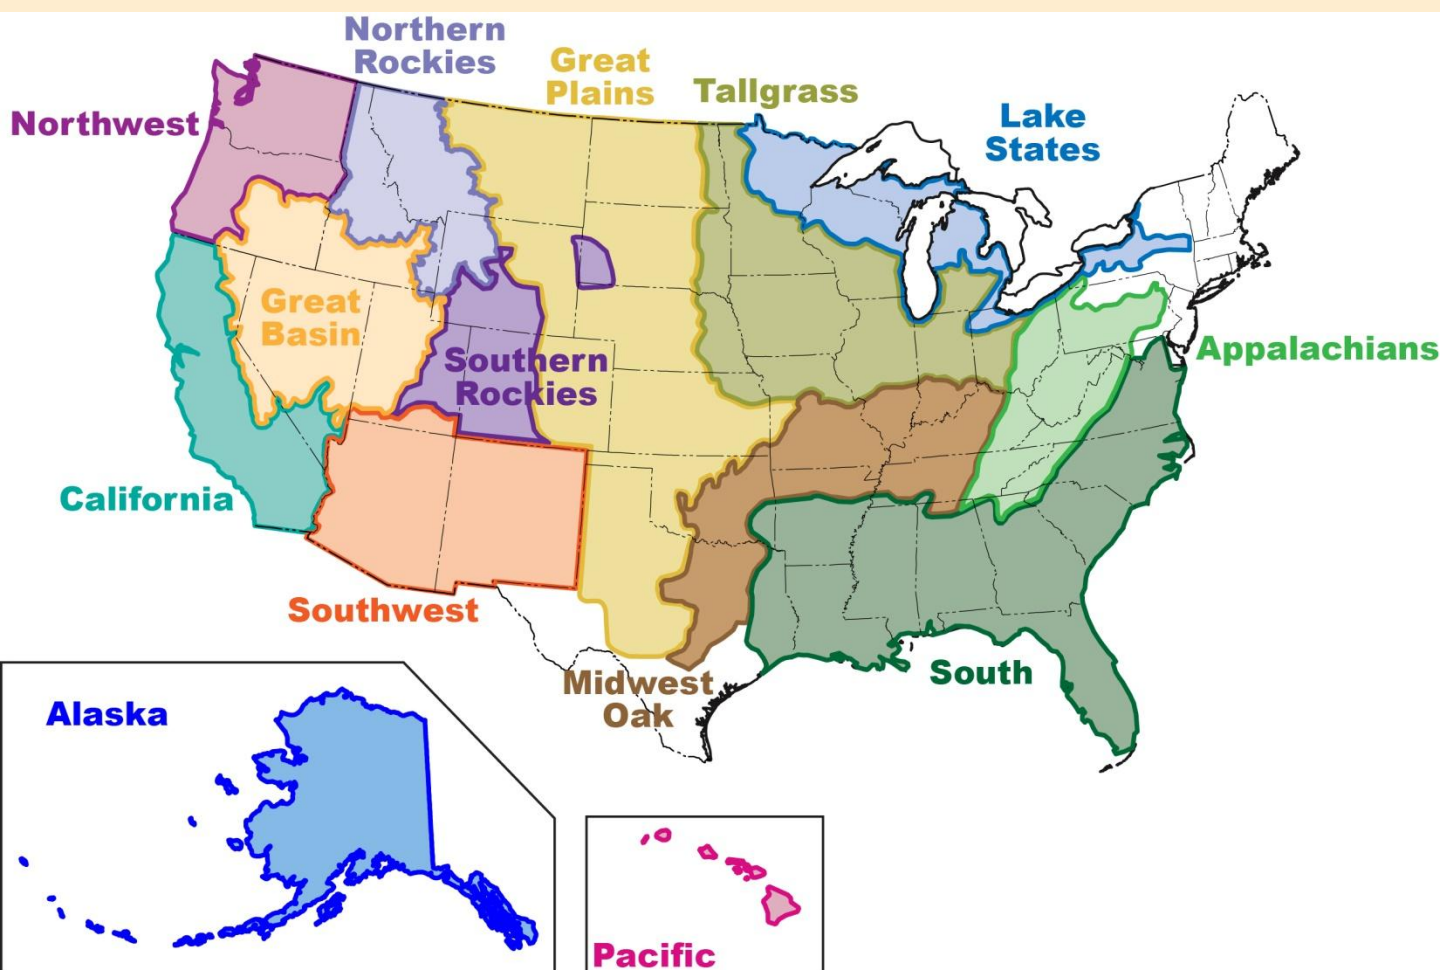 Northern
Rockies
Great
Plains
Tallgrass
Lake
States
Northwest
Great
Basin
Southern
Rockies
Appalachians
California
Southwest
South
Midwest
Oak
Alaska
Pacific